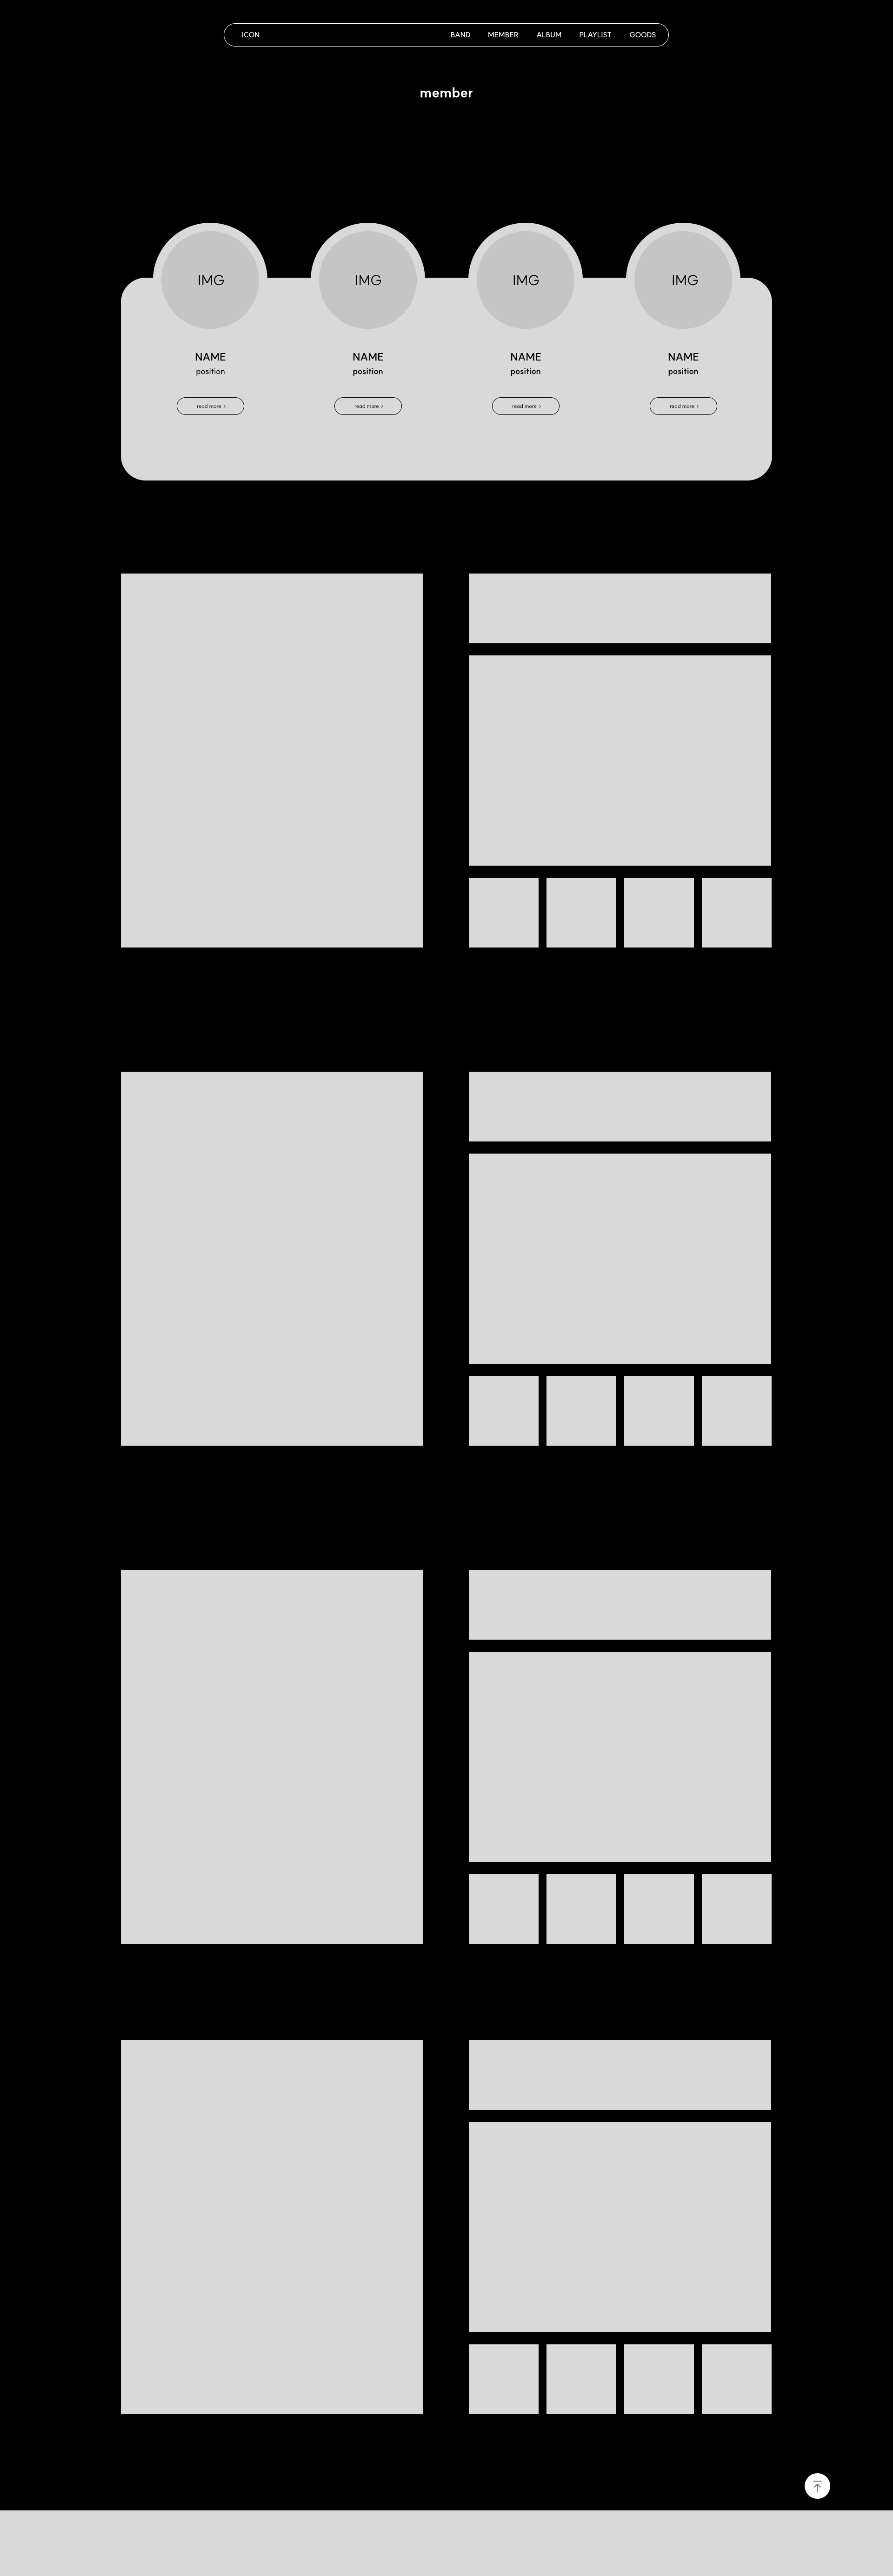 ICON BAND MEMBER ALBUM PLAYLIST GOODS
member
IMG IMG IMG IMG
NAME NAME NAME NAME
position position position position
read more > read more > read more > read more >